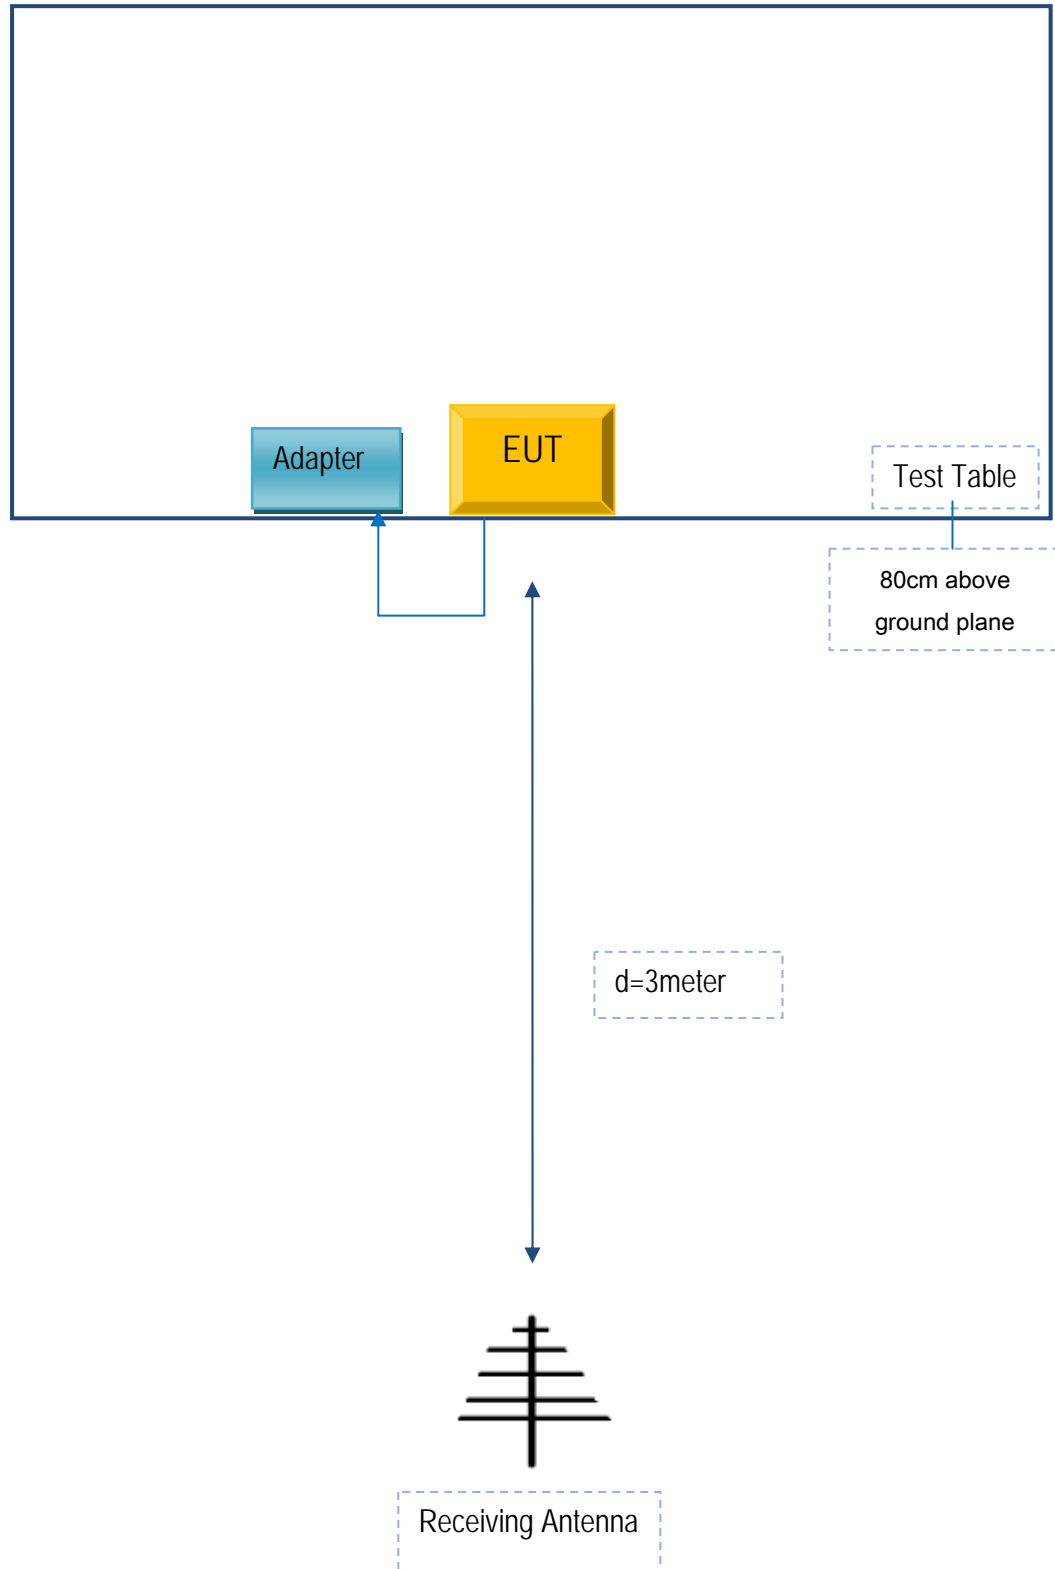 EUT
Adapter
Test Table
80cm above
ground plane
d=3meter
Receiving Antenna